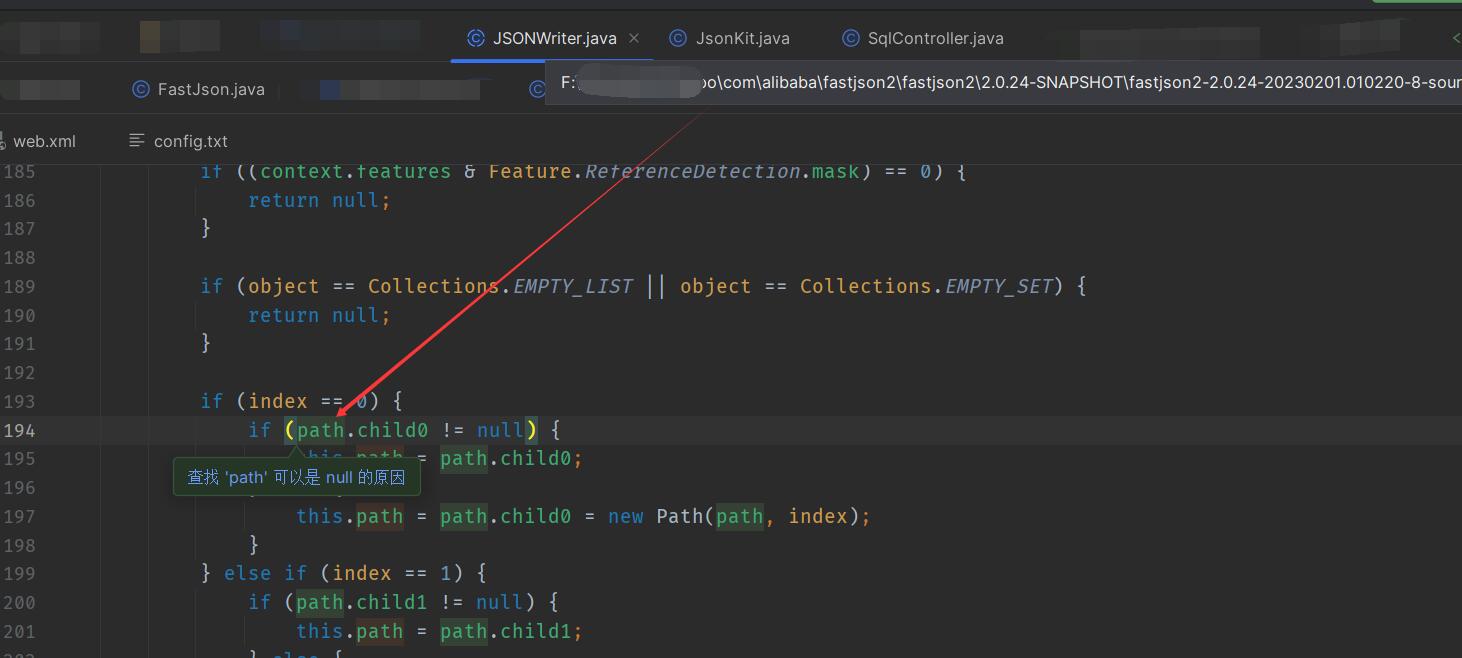 JSONWriter.java JsonKit.java SqlController.java
FastJson.java F:\ oo\com\alibaba\fastjson2\fastjson2\2.0.24-SNAPSHOT\fastjson2-2.0.24-20230201.010220-8-sour
web.xml config.txt
185 if ((context.features & Feature.ReferenceDetection.mask) == 0) {
186 return null;
187 }
188
189 if (object == Collections.EMPTY_LIST || object == Collections.EMPTY_SET) {
190 return null;
191 }
192
193 if (index == 0) {
194 if (path.child0 != null) {
195 this.path = path.child0;
查找 'path' 可以是 null 的原因
196
197 this.path = path.child0 = new Path(path, index);
198 }
199 } else if (index == 1) {
200 if (path.child1 != null) {
201 this.path = path.child1;
202 } else {